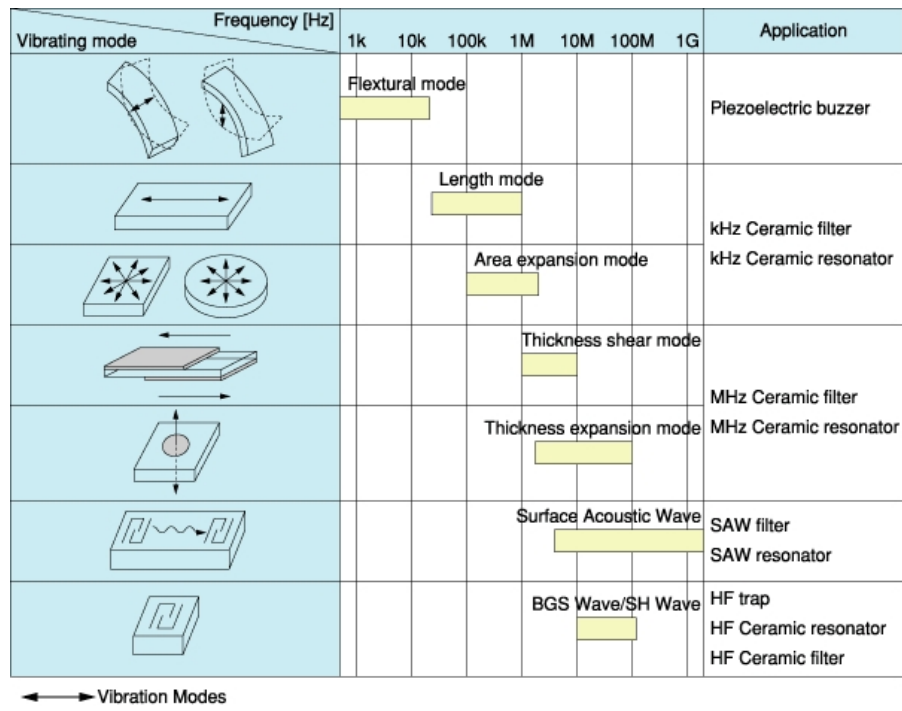 Frequency [Hz]
Vibrating mode
1k 10k 100k 1M 10M 100M 1G
Application
Flextural mode
Piezoelectric buzzer
Length mode
kHz Ceramic filter
kHz Ceramic resonator
Area expansion mode
Thickness shear mode
MHz Ceramic filter
MHz Ceramic resonator
Thickness expansion mode
Surface Acoustic Wave
SAW filter
SAW resonator
BGS Wave/SH Wave
HF trap
HF Ceramic resonator
HF Ceramic filter
Vibration Modes